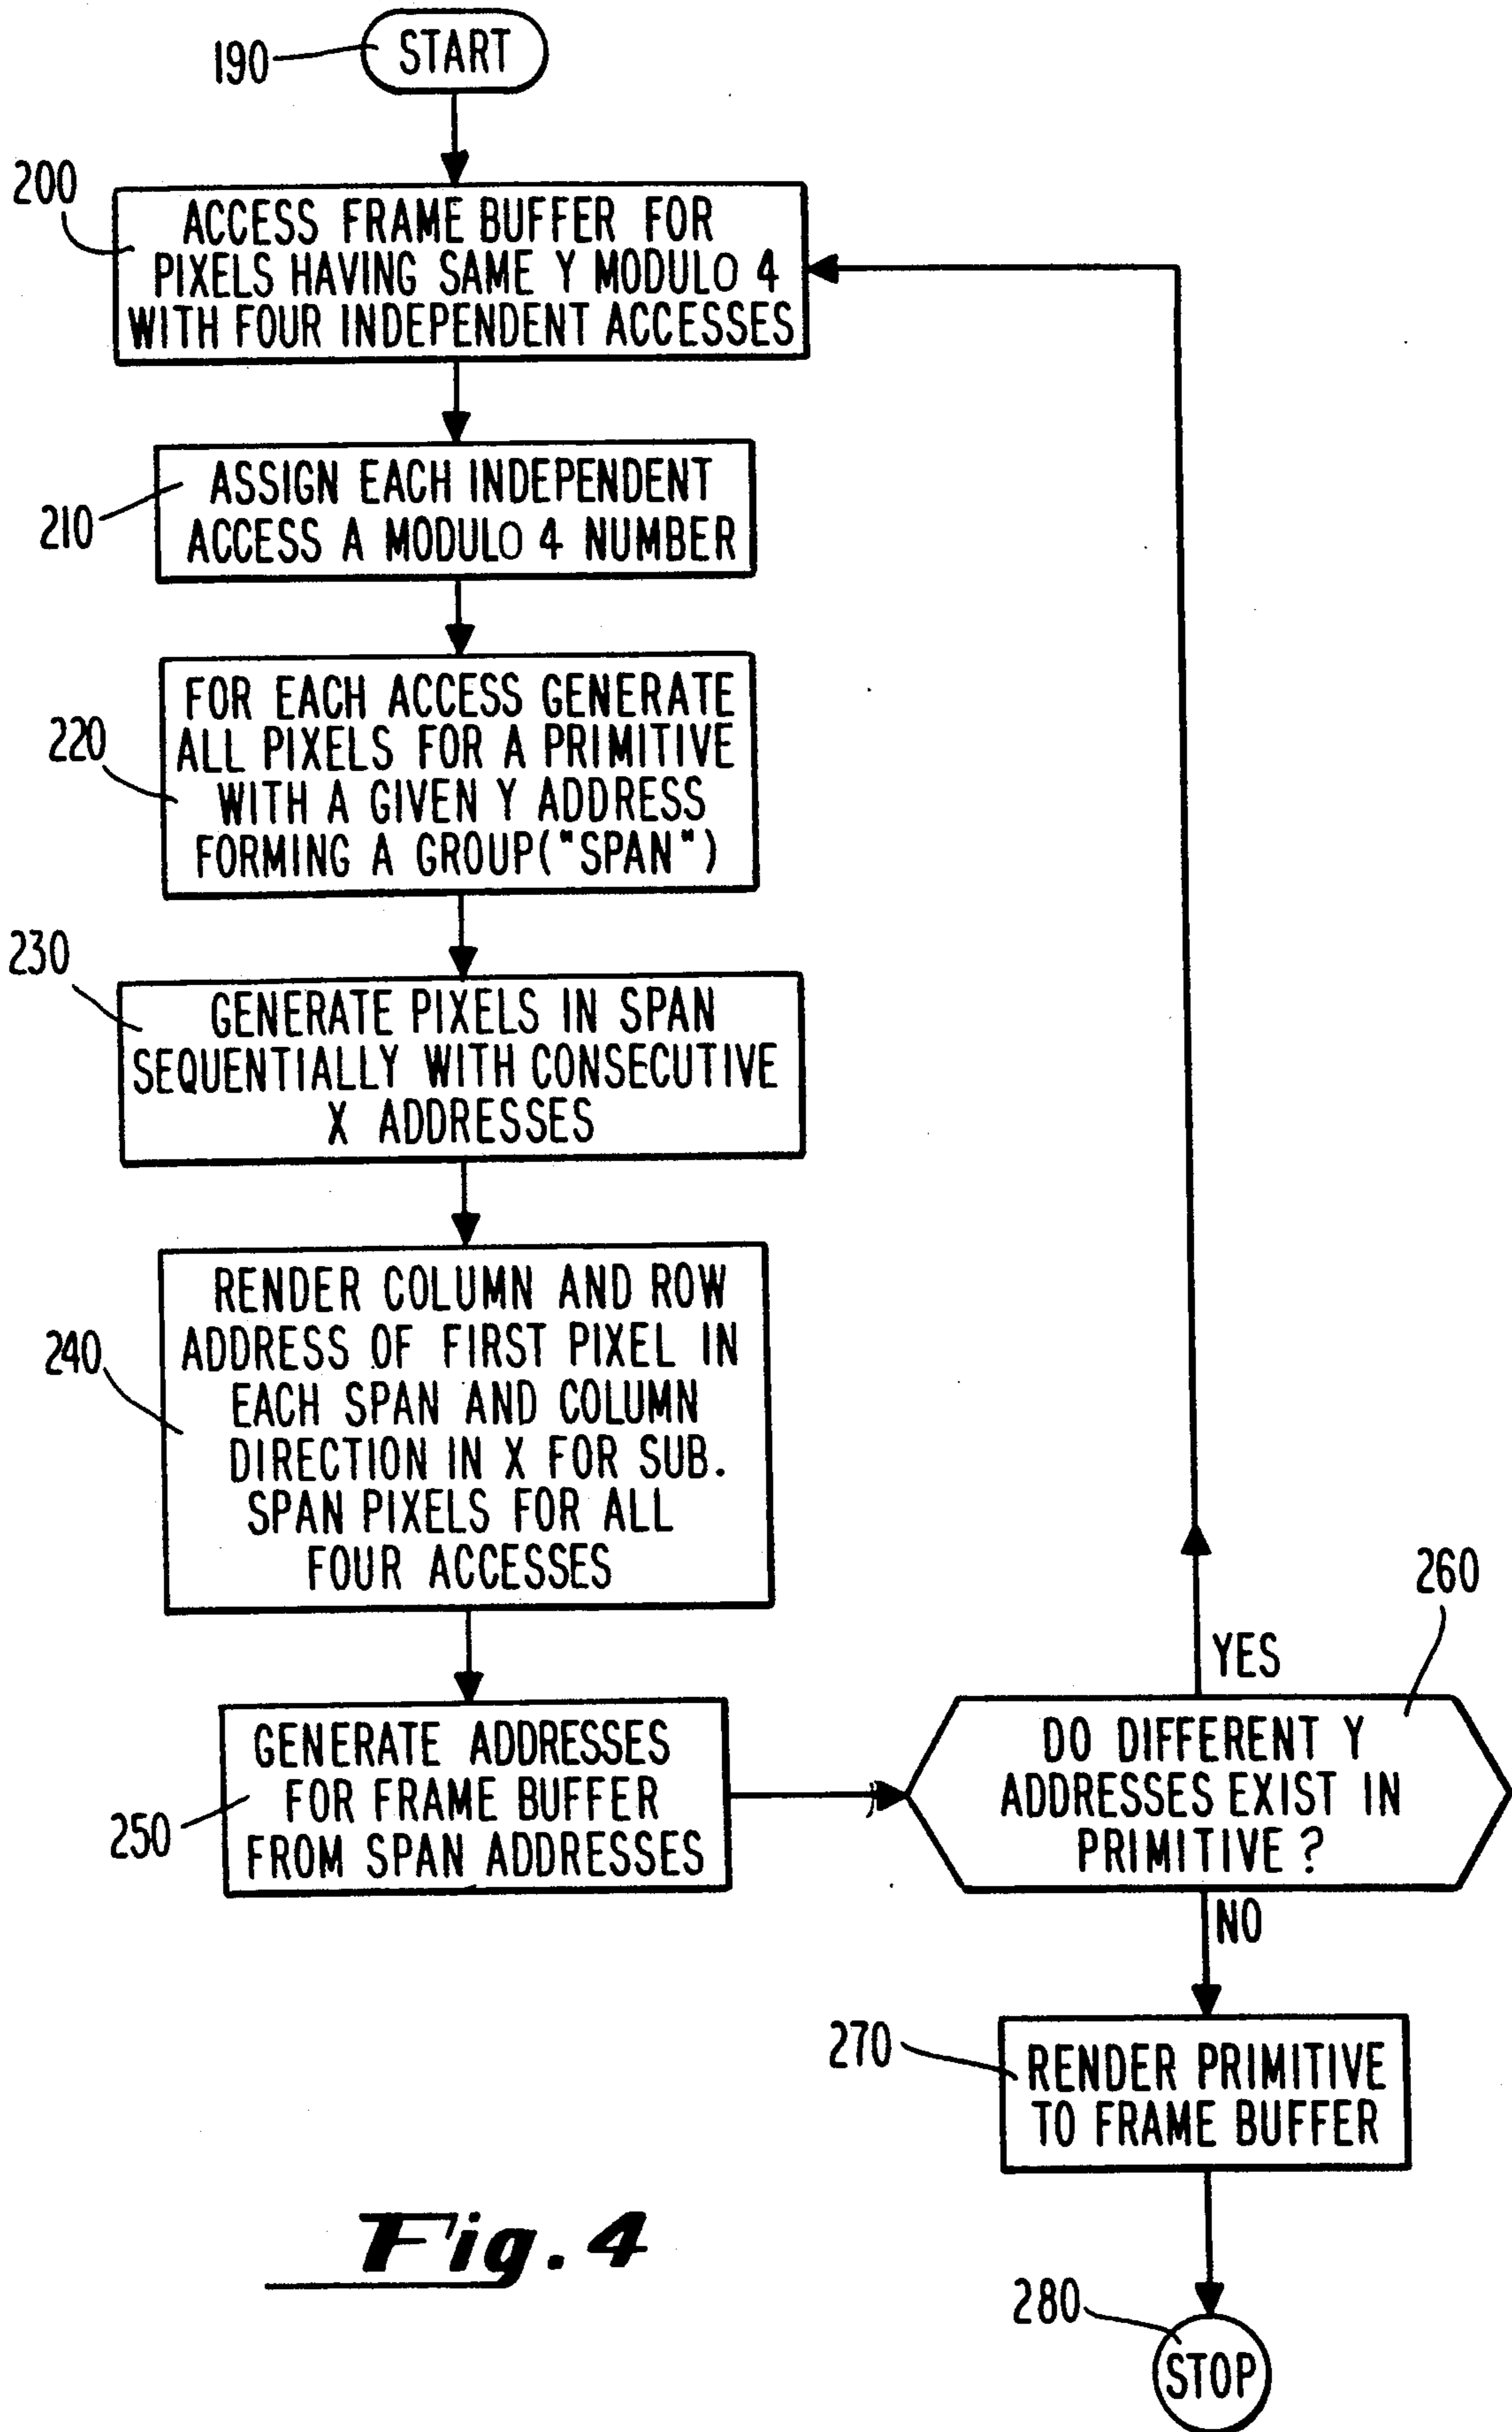 START
190
200
ACCESS FRAME BUFFER FOR
PIXELS HAVING SAME Y MODULO 4
WITH FOUR INDEPENDENT ACCESSES
210
ASSIGN EACH INDEPENDENT
ACCESS A MODULO 4 NUMBER
220
FOR EACH ACCESS GENERATE
ALL PIXELS FOR A PRIMITIVE
WITH A GIVEN Y ADDRESS
FORMING A GROUP("SPAN")
230
GENERATE PIXELS IN SPAN
SEQUENTIALLY WITH CONSECUTIVE
X ADDRESSES
240
RENDER COLUMN AND ROW
ADDRESS OF FIRST PIXEL IN
EACH SPAN AND COLUMN
DIRECTION IN X FOR SUB.
SPAN PIXELS FOR ALL
FOUR ACCESSES
250
GENERATE ADDRESSES
FOR FRAME BUFFER
FROM SPAN ADDRESSES
260
YES
DO DIFFERENT Y
ADDRESSES EXIST IN
PRIMITIVE?
NO
270
RENDER PRIMITIVE
TO FRAME BUFFER
280
STOP
Fig. 4